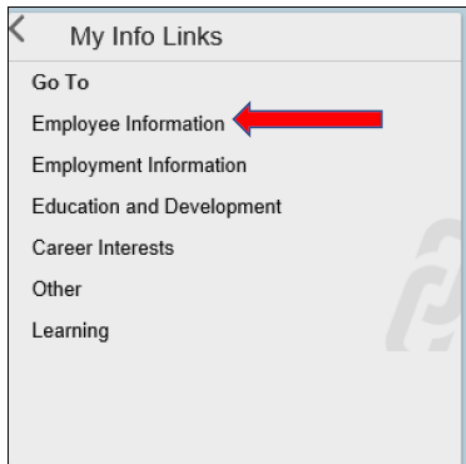 My Info Links
Go To
Employee Information
Employment Information
Education and Development
Career Interests
Other
Learning